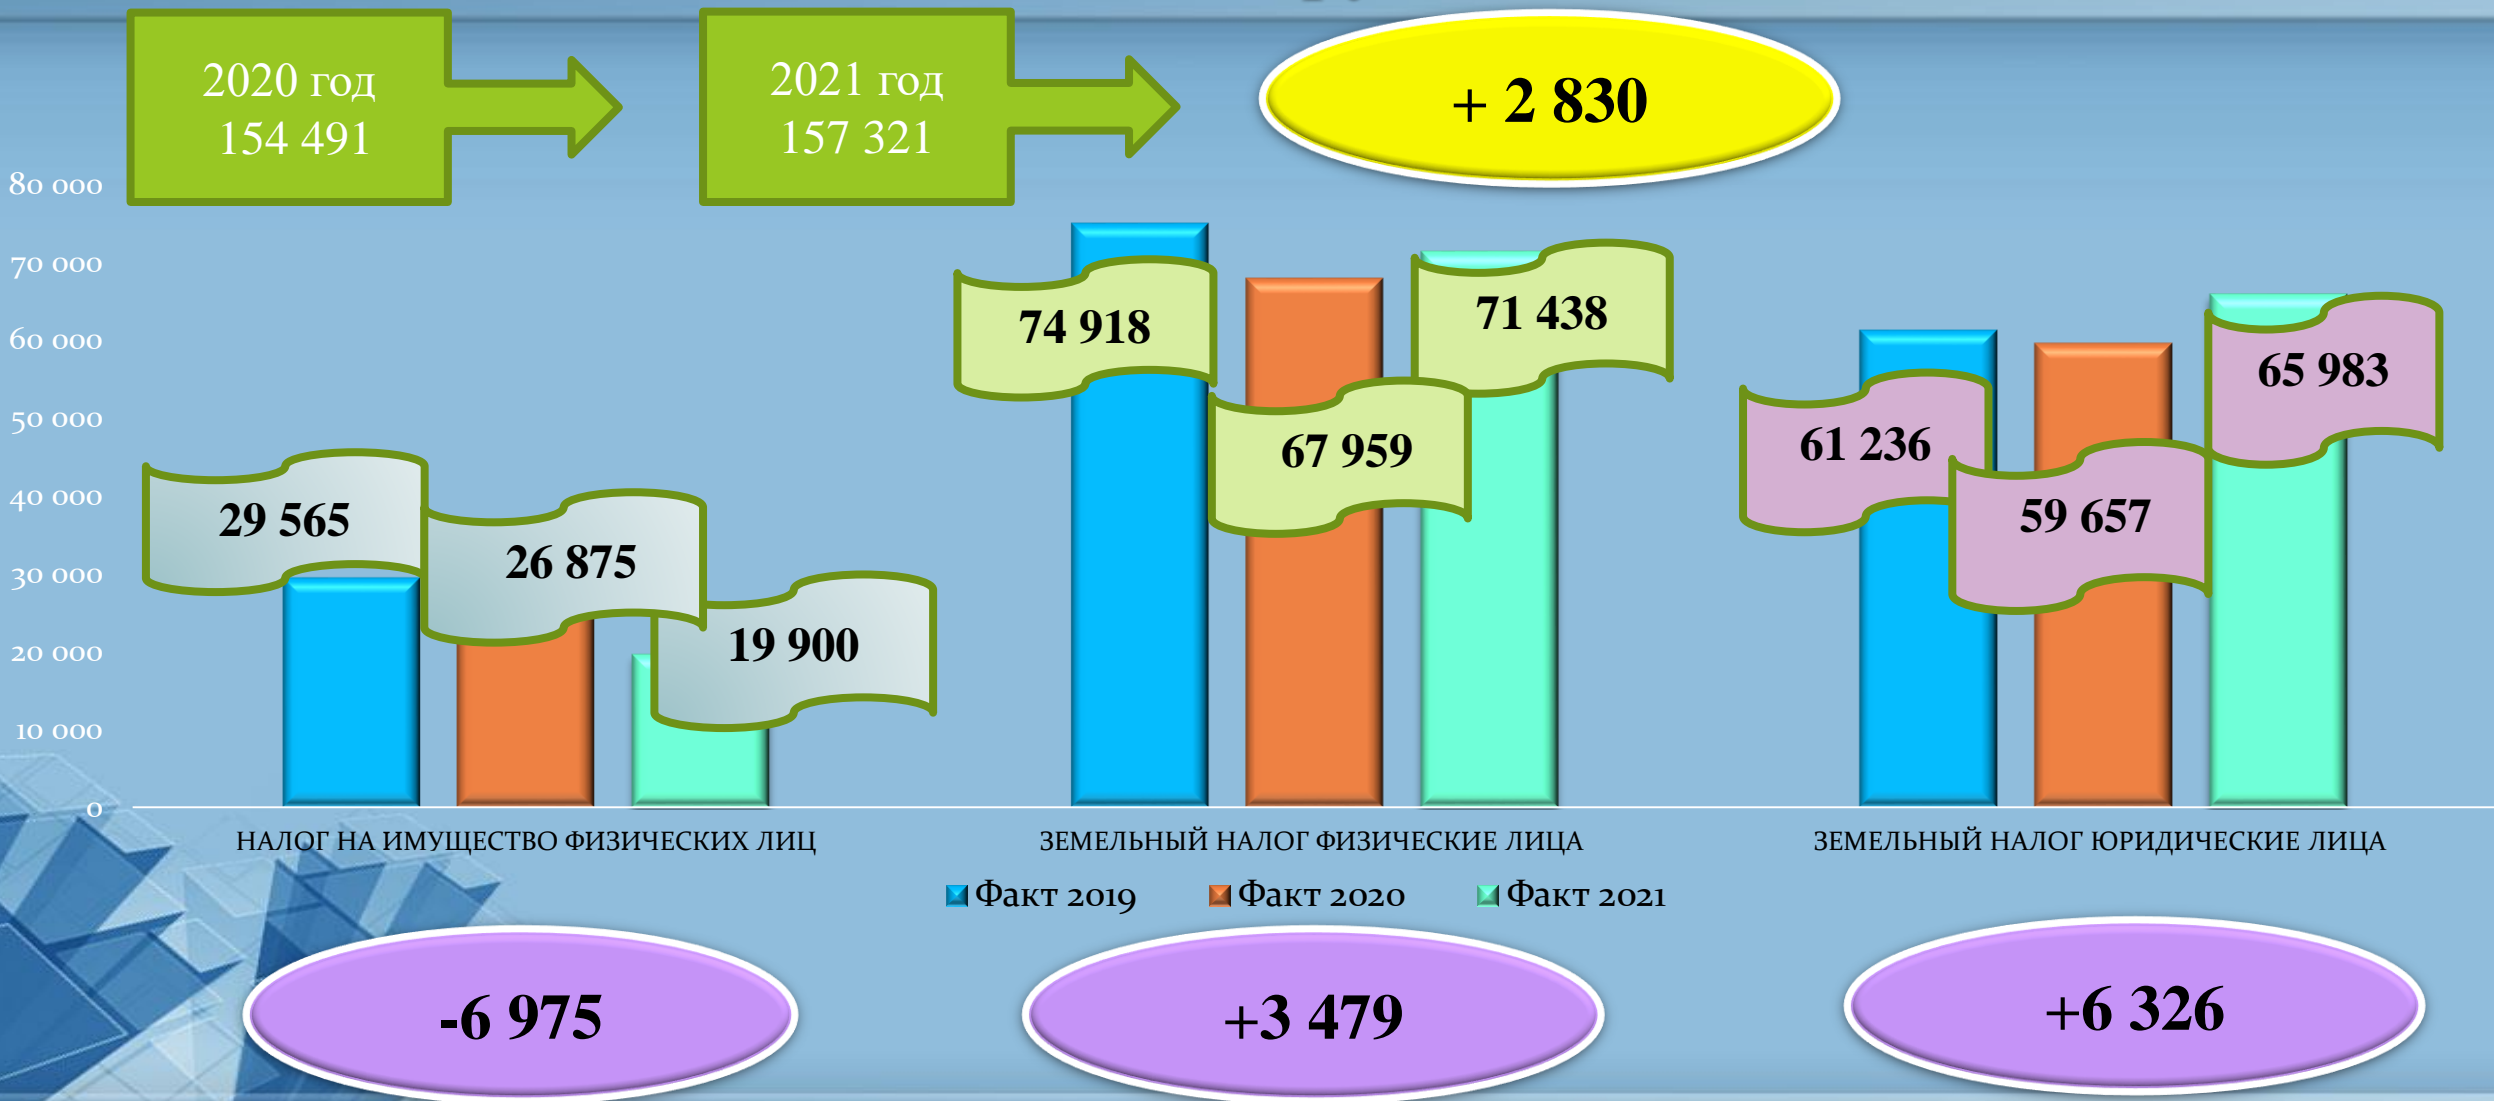 2020 год
154 491
2021 год
157 321
+ 2 830
80 000
70 000
60 000
50 000
40 000
30 000
20 000
10 000
0
29 565
26 875
19 900
74 918
67 959
71 438
61 236
59 657
65 983
НАЛОГ НА ИМУЩЕСТВО ФИЗИЧЕСКИХ ЛИЦ
ЗЕМЕЛЬНЫЙ НАЛОГ ФИЗИЧЕСКИЕ ЛИЦА
ЗЕМЕЛЬНЫЙ НАЛОГ ЮРИДИЧЕСКИЕ ЛИЦА
Факт 2019
Факт 2020
Факт 2021
-6 975
+3 479
+6 326